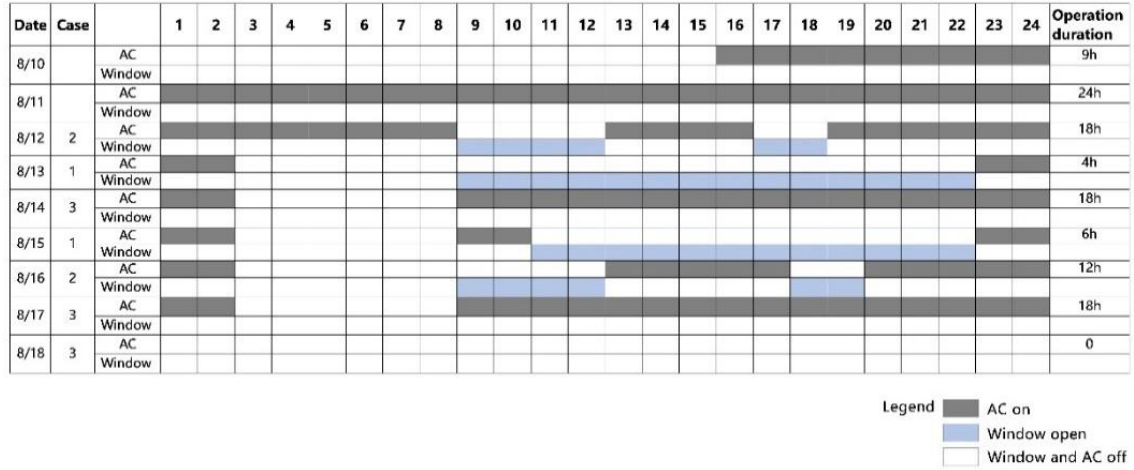 Date Case 1 2 3 4 5 6 7 8 9 10 11 12 13 14 15 16 17 18 19 20 21 22 23 24 Operation duration
8/10 AC 9h
Window
8/11 AC 24h
Window
8/12 2 AC 18h
Window
8/13 1 AC 4h
Window
8/14 3 AC 18h
Window
8/15 1 AC 6h
Window
8/16 2 AC 12h
Window
8/17 3 AC 18h
Window
8/18 3 AC 0
Window
Legend AC on
Window open
Window and AC off